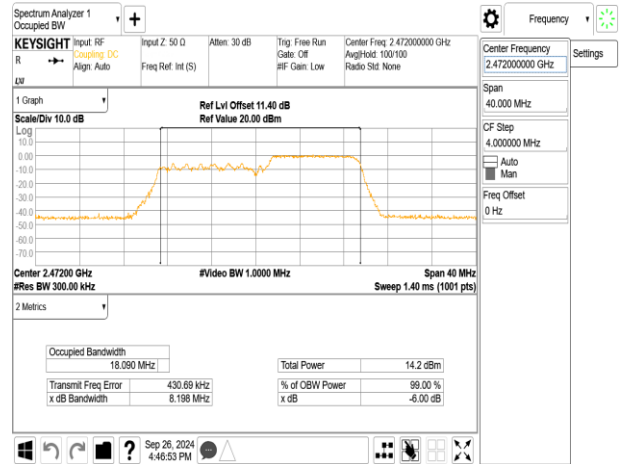 Spectrum Analyzer 1
Occupied BW
+
Frequency
KEYSIGHT
R
LXI
Input: RF
Coupling: DC
Align: Auto
Input Z: 50 Ω
Freq Ref: Int (S)
Atten: 30 dB
Trig: Free Run
Gate: Off
#IF Gain: Low
Center Freq: 2.472000000 GHz
Avg|Hold: 100/100
Radio Std: None
Center Frequency
2.472000000 GHz
Settings
Span
40.000 MHz
CF Step
4.000000 MHz
Auto
Man
Freq Offset
0 Hz
1 Graph
Scale/Div 10.0 dB
Ref Lvl Offset 11.40 dB
Ref Value 20.00 dBm
Log
10.0
0.00
-10.0
-20.0
-30.0
-40.0
-50.0
-60.0
-70.0
Center 2.47200 GHz
#Res BW 300.00 kHz
#Video BW 1.0000 MHz
Span 40 MHz
Sweep 1.40 ms (1001 pts)
2 Metrics
Occupied Bandwidth
18.090 MHz
Transmit Freq Error 430.69 kHz
x dB Bandwidth 8.198 MHz
Total Power 14.2 dBm
% of OBW Power 99.00 %
x dB -6.00 dB
?
Sep 26, 2024
4:46:53 PM